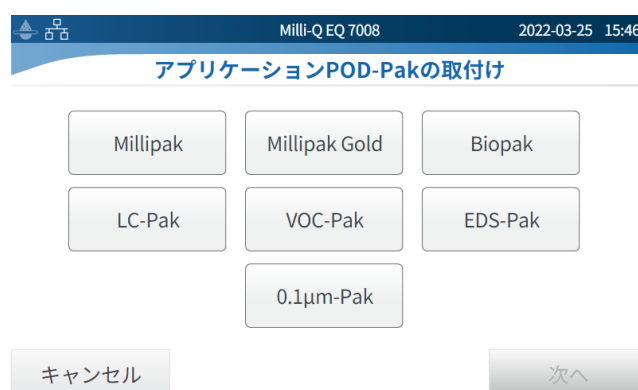 Milli-Q EQ 7008 2022-03-25 15:46
アプリケーションPOD-Pakの取付け
Millipak Millipak Gold Biopak
LC-Pak VOC-Pak EDS-Pak
0.1µm-Pak
キャンセル 次へ